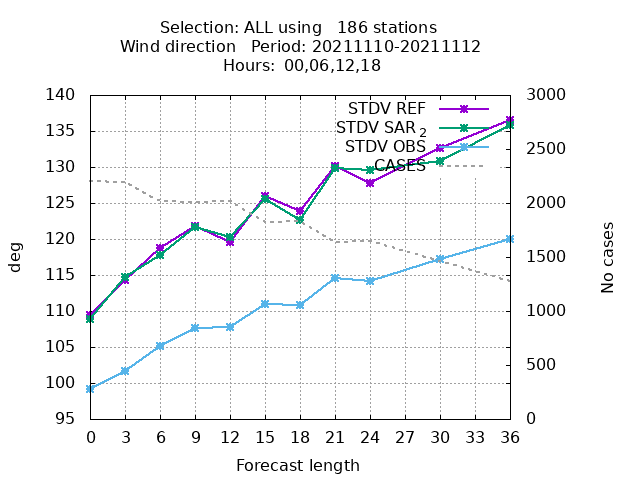 Selection: ALL using   186 stations
Wind direction   Period: 20211110-20211112
Hours: 00,06,12,18
140
135
130
125
120
115
110
105
100
95
deg
3000
2500
2000
1500
1000
500
0
No cases
STDV REF
STDV SAR 2
STDV OBS
CASES
0 3 6 9 12 15 18 21 24 27 30 33 36
Forecast length